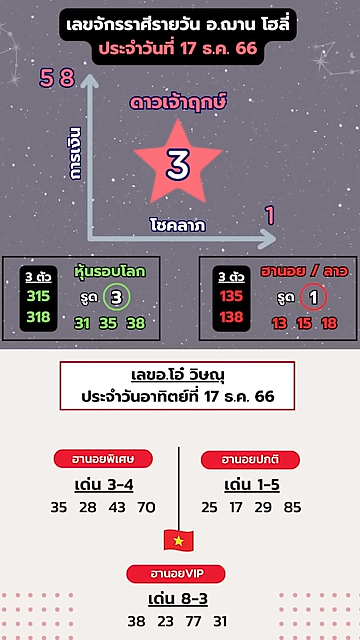 เลขจักรราศีรายวัน อ.ฌาน โฮลี่
ประจำวันที่ 17 ธ.ค. 66
5 8
ดาวเจ้าฤกษ์
การเงิน
3
โชคลาภ
1
3 ตัว
315
318
หุ้นรอบโลก
รูด 3
31 35 38
3 ตัว
135
138
ฮานอย / ลาว
รูด 1
13 15 18
เลขอ.โอ๋ วิษณุ
ประจำวันอาทิตย์ที่ 17 ธ.ค. 66
ฮานอยพิเศษ
เด่น 3-4
35 28 43 70
ฮานอยปกติ
เด่น 1-5
25 17 29 85
ฮานอยVIP
เด่น 8-3
38 23 77 31